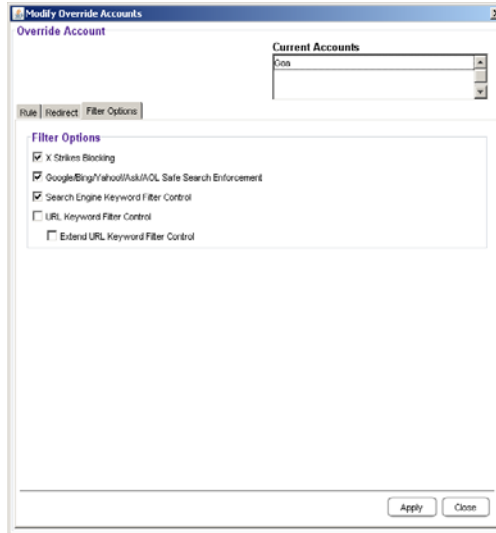 Modify Override Accounts
Override Account
Current Accounts
Goa
Rule
Redirect
Filter Options
Filter Options
X Strikes Blocking
Google/Bing/Yahoo!/Ask/AOL Safe Search Enforcement
Search Engine Keyword Filter Control
URL Keyword Filter Control
Extend URL Keyword Filter Control
Apply
Close